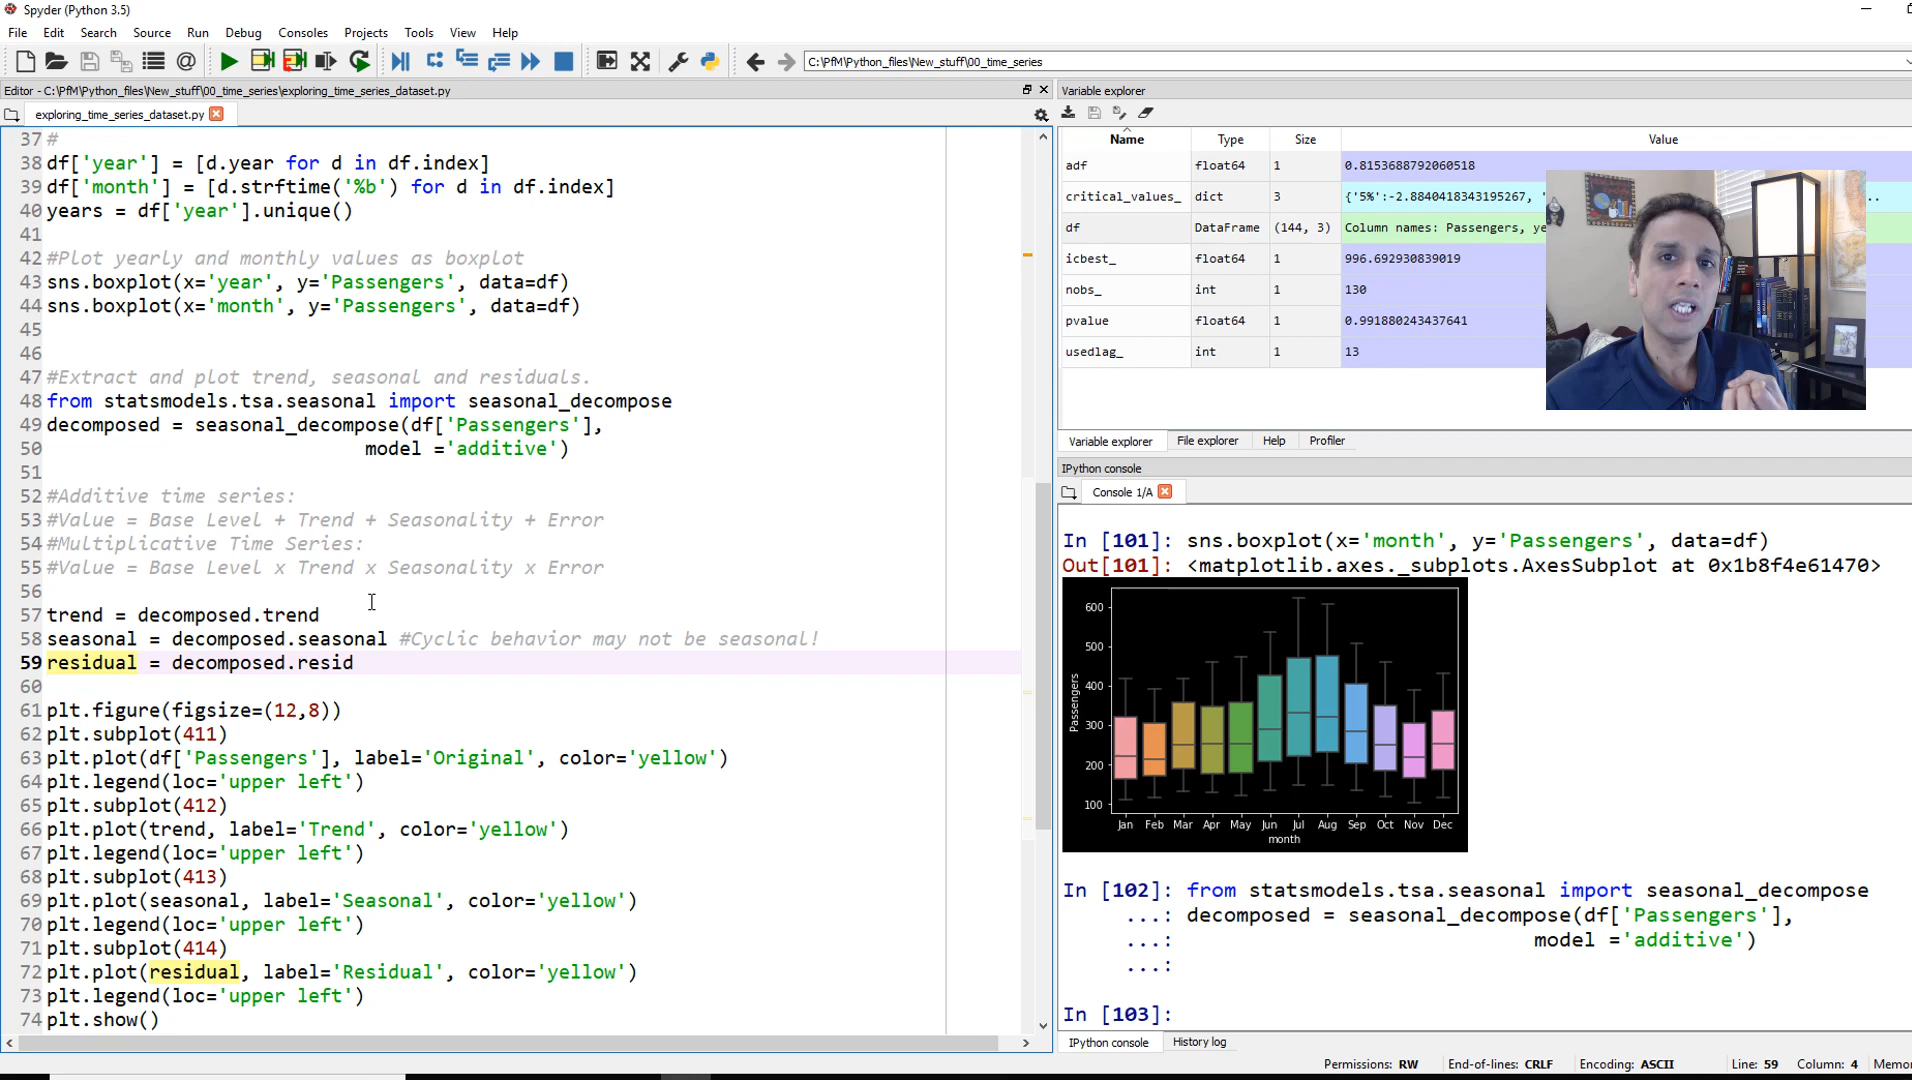 Spyder (Python 3.5)
File Edit Search Source Run Debug Consoles Projects Tools View Help
C:\PfM\Python_files\New_stuff\00_time_series
Editor - C:\PfM\Python_files\New_stuff\00_time_series\exploring_time_series_dataset.py
exploring_time_series_dataset.py
37 #
38 df['year'] = [d.year for d in df.index]
39 df['month'] = [d.strftime('%b') for d in df.index]
40 years = df['year'].unique()
41
42 #Plot yearly and monthly values as boxplot
43 sns.boxplot(x='year', y='Passengers', data=df)
44 sns.boxplot(x='month', y='Passengers', data=df)
45
46
47 #Extract and plot trend, seasonal and residuals.
48 from statsmodels.tsa.seasonal import seasonal_decompose
49 decomposed = seasonal_decompose(df['Passengers'],
50 model ='additive')
51
52 #Additive time series:
53 #Value = Base Level + Trend + Seasonality + Error
54 #Multiplicative Time Series:
55 #Value = Base Level x Trend x Seasonality x Error
56
57 trend = decomposed.trend
58 seasonal = decomposed.seasonal #Cyclic behavior may not be seasonal!
59 residual = decomposed.resid
60
61 plt.figure(figsize=(12,8))
62 plt.subplot(411)
63 plt.plot(df['Passengers'], label='Original', color='yellow')
64 plt.legend(loc='upper left')
65 plt.subplot(412)
66 plt.plot(trend, label='Trend', color='yellow')
67 plt.legend(loc='upper left')
68 plt.subplot(413)
69 plt.plot(seasonal, label='Seasonal', color='yellow')
70 plt.legend(loc='upper left')
71 plt.subplot(414)
72 plt.plot(residual, label='Residual', color='yellow')
73 plt.legend(loc='upper left')
74 plt.show()
Variable explorer
Name Type Size Value
adf float64 1 0.8153688792060518
critical_values_ dict 3 {'5%':-2.8840418343195267, ' ..
df DataFrame (144, 3) Column names: Passengers, ye
icbest_ float64 1 996.692930839019
nobs_ int 1 130
pvalue float64 1 0.991880243437641
usedlag_ int 1 13
Variable explorer File explorer Help Profiler
IPython console
Console 1/A
In [101]: sns.boxplot(x='month', y='Passengers', data=df)
Out[101]: <matplotlib.axes._subplots.AxesSubplot at 0x1b8f4e61470>
600
500
400
300
200
100
Passengers
Jan Feb Mar Apr May Jun Jul Aug Sep Oct Nov Dec
month
In [102]: from statsmodels.tsa.seasonal import seasonal_decompose
...: decomposed = seasonal_decompose(df['Passengers'],
...: model ='additive')
...:
In [103]:
IPython console History log
Permissions: RW End-of-lines: CRLF Encoding: ASCII Line: 59 Column: 4 Memor